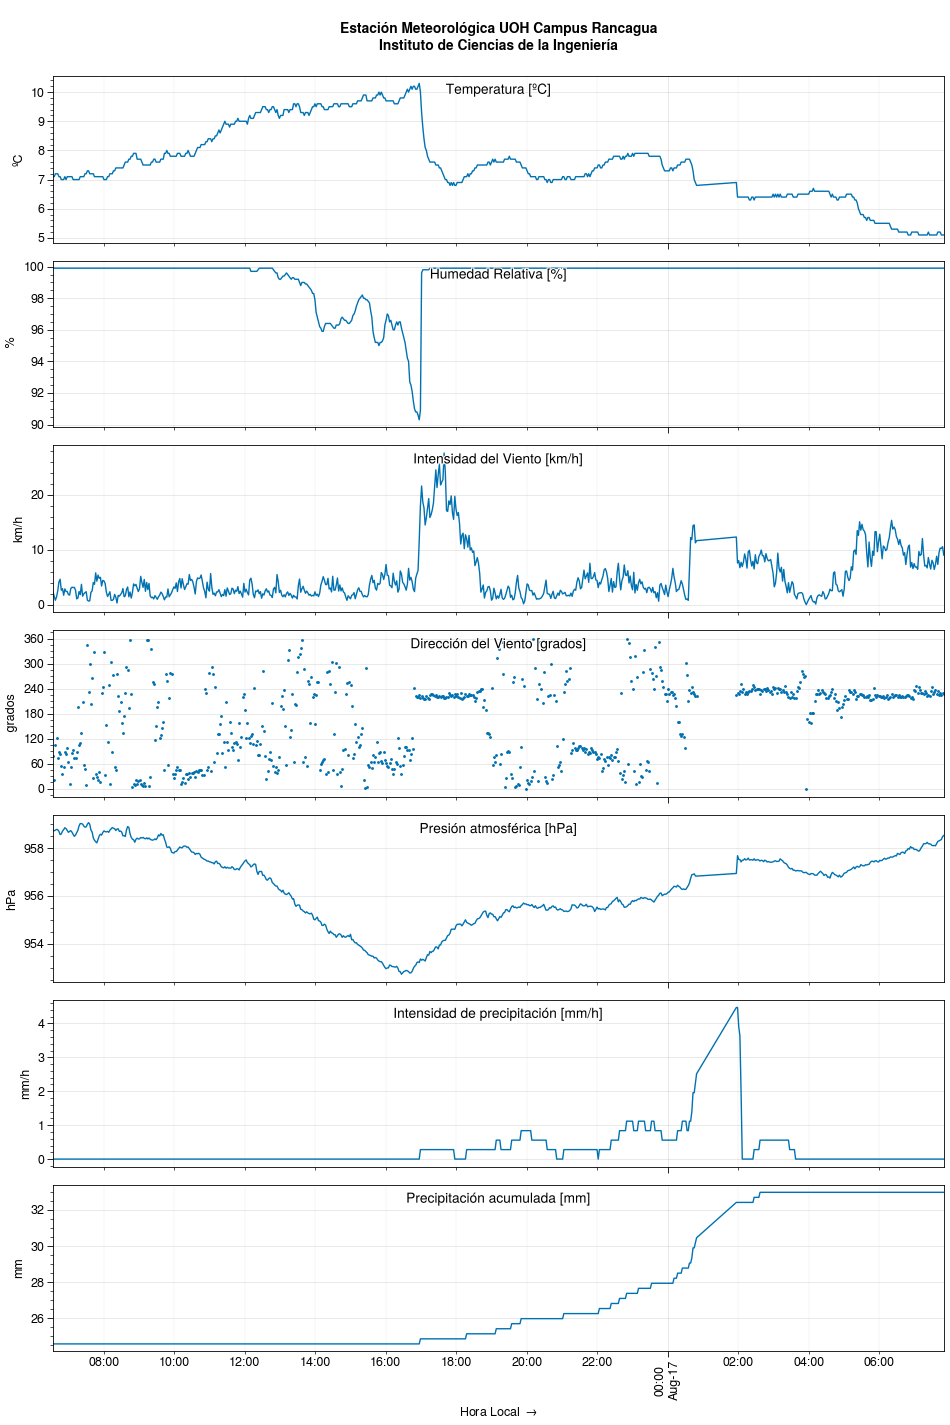 Estación Meteorológica UOH Campus Rancagua
Instituto de Ciencias de la Ingeniería
Temperatura [ºC]
ºC
10
9
8
7
6
5
Humedad Relativa [%]
%
100
98
96
94
92
90
Intensidad del Viento [km/h]
km/h
20
10
0
Dirección del Viento [grados]
grados
360
300
240
180
120
60
0
Presión atmosférica [hPa]
hPa
958
956
954
Intensidad de precipitación [mm/h]
mm/h
4
3
2
1
0
Precipitación acumulada [mm]
mm
32
30
28
26
08:00 10:00 12:00 14:00 16:00 18:00 20:00 22:00 00:00 02:00 04:00 06:00
Aug-17
Hora Local →